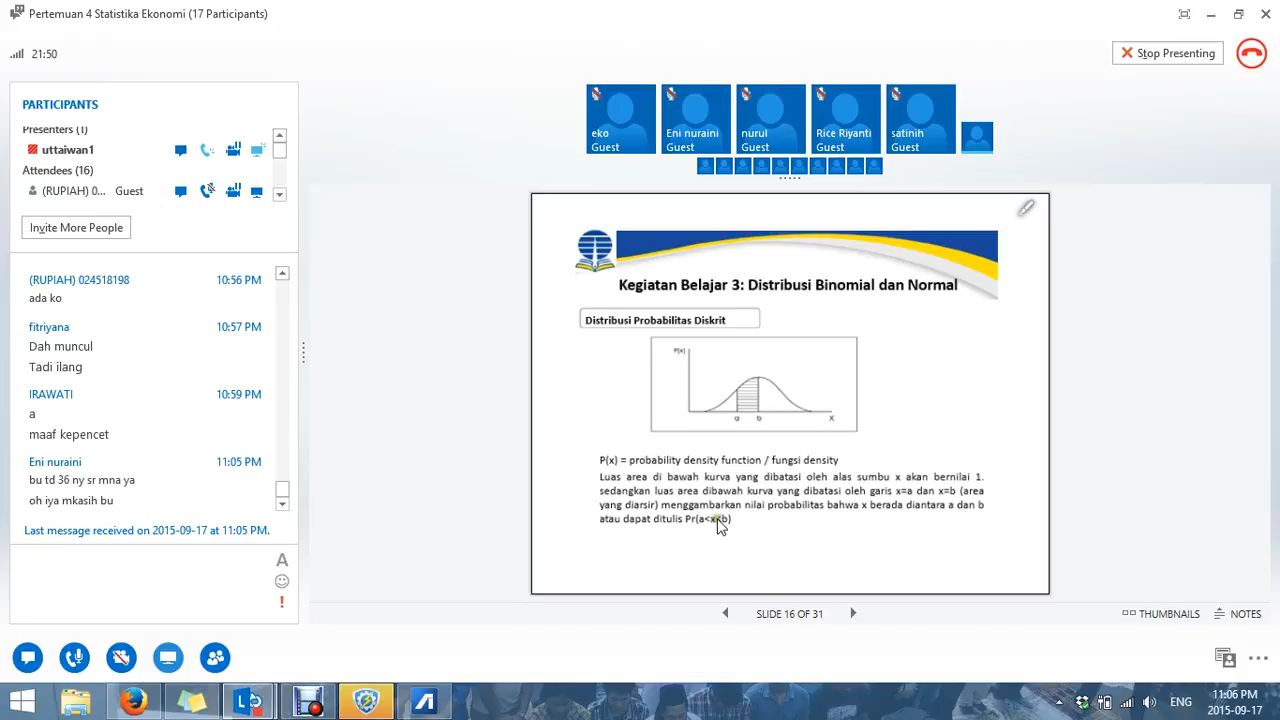 Pertemuan 4 Statistika Ekonomi (17 Participants)
21:50
Stop Presenting
PARTICIPANTS
Presenters (1)
uttaiwan1
Attendees (16)
(RUPIAH) 0... Guest
Invite More People
(RUPIAH) 024518198 10:56 PM
ada ko
fitriyana 10:57 PM
Dah muncul
Tadi ilang
IRAWATI 10:59 PM
a
maaf kepencet
Eni nuraini 11:05 PM
bu td 36 ny sr mna ya
oh iya mkasih bu
Last message received on 2015-09-17 at 11:05 PM.
A
eko
Guest
Eni nuraini
Guest
nurul
Guest
Rice Riyanti
Guest
satinih
Guest
Kegiatan Belajar 3: Distribusi Binomial dan Normal
Distribusi Probabilitas Diskrit
P(x)
a b X
P(x) = probability density function / fungsi density
Luas area di bawah kurva yang dibatasi oleh alas sumbu x akan bernilai 1.
sedangkan luas area dibawah kurva yang dibatasi oleh garis x=a dan x=b (area
yang diarsir) menggambarkan nilai probabilitas bahwa x berada diantara a dan b
atau dapat ditulis Pr(a<x<b)
SLIDE 16 OF 31
THUMBNAILS
NOTES
ENG
11:06 PM
2015-09-17